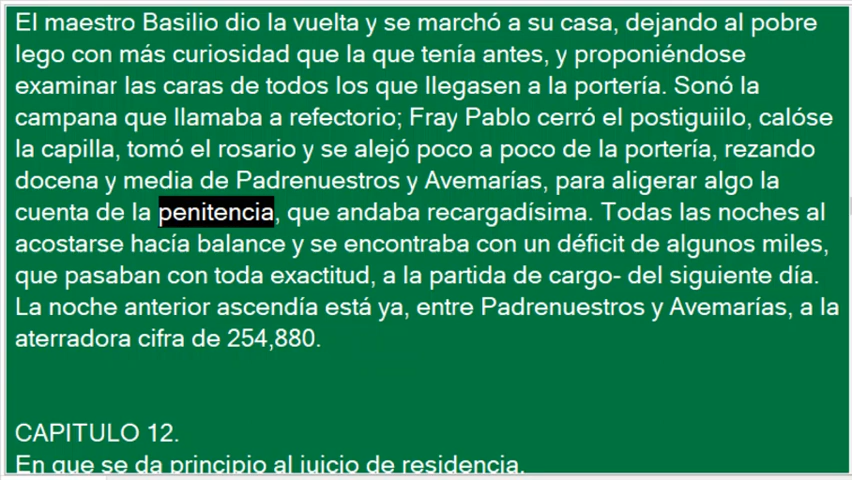 El maestro Basilio dio la vuelta y se marchó a su casa, dejando al pobre
lego con más curiosidad que la que tenía antes, y proponiéndose
examinar las caras de todos los que llegasen a la portería. Sonó la
campana que llamaba a refectorio; Fray Pablo cerró el postiguiilo, calóse
la capilla, tomó el rosario y se alejó poco a poco de la portería, rezando
docena y media de Padrenuestros y Avemarías, para aligerar algo la
cuenta de la penitencia, que andaba recargadísima. Todas las noches al
acostarse hacía balance y se encontraba con un déficit de algunos miles,
que pasaban con toda exactitud, a la partida de cargo- del siguiente día.
La noche anterior ascendía está ya, entre Padrenuestros y Avemarías, a la
aterradora cifra de 254,880.
CAPITULO 12.
En que se da principio al juicio de residencia.